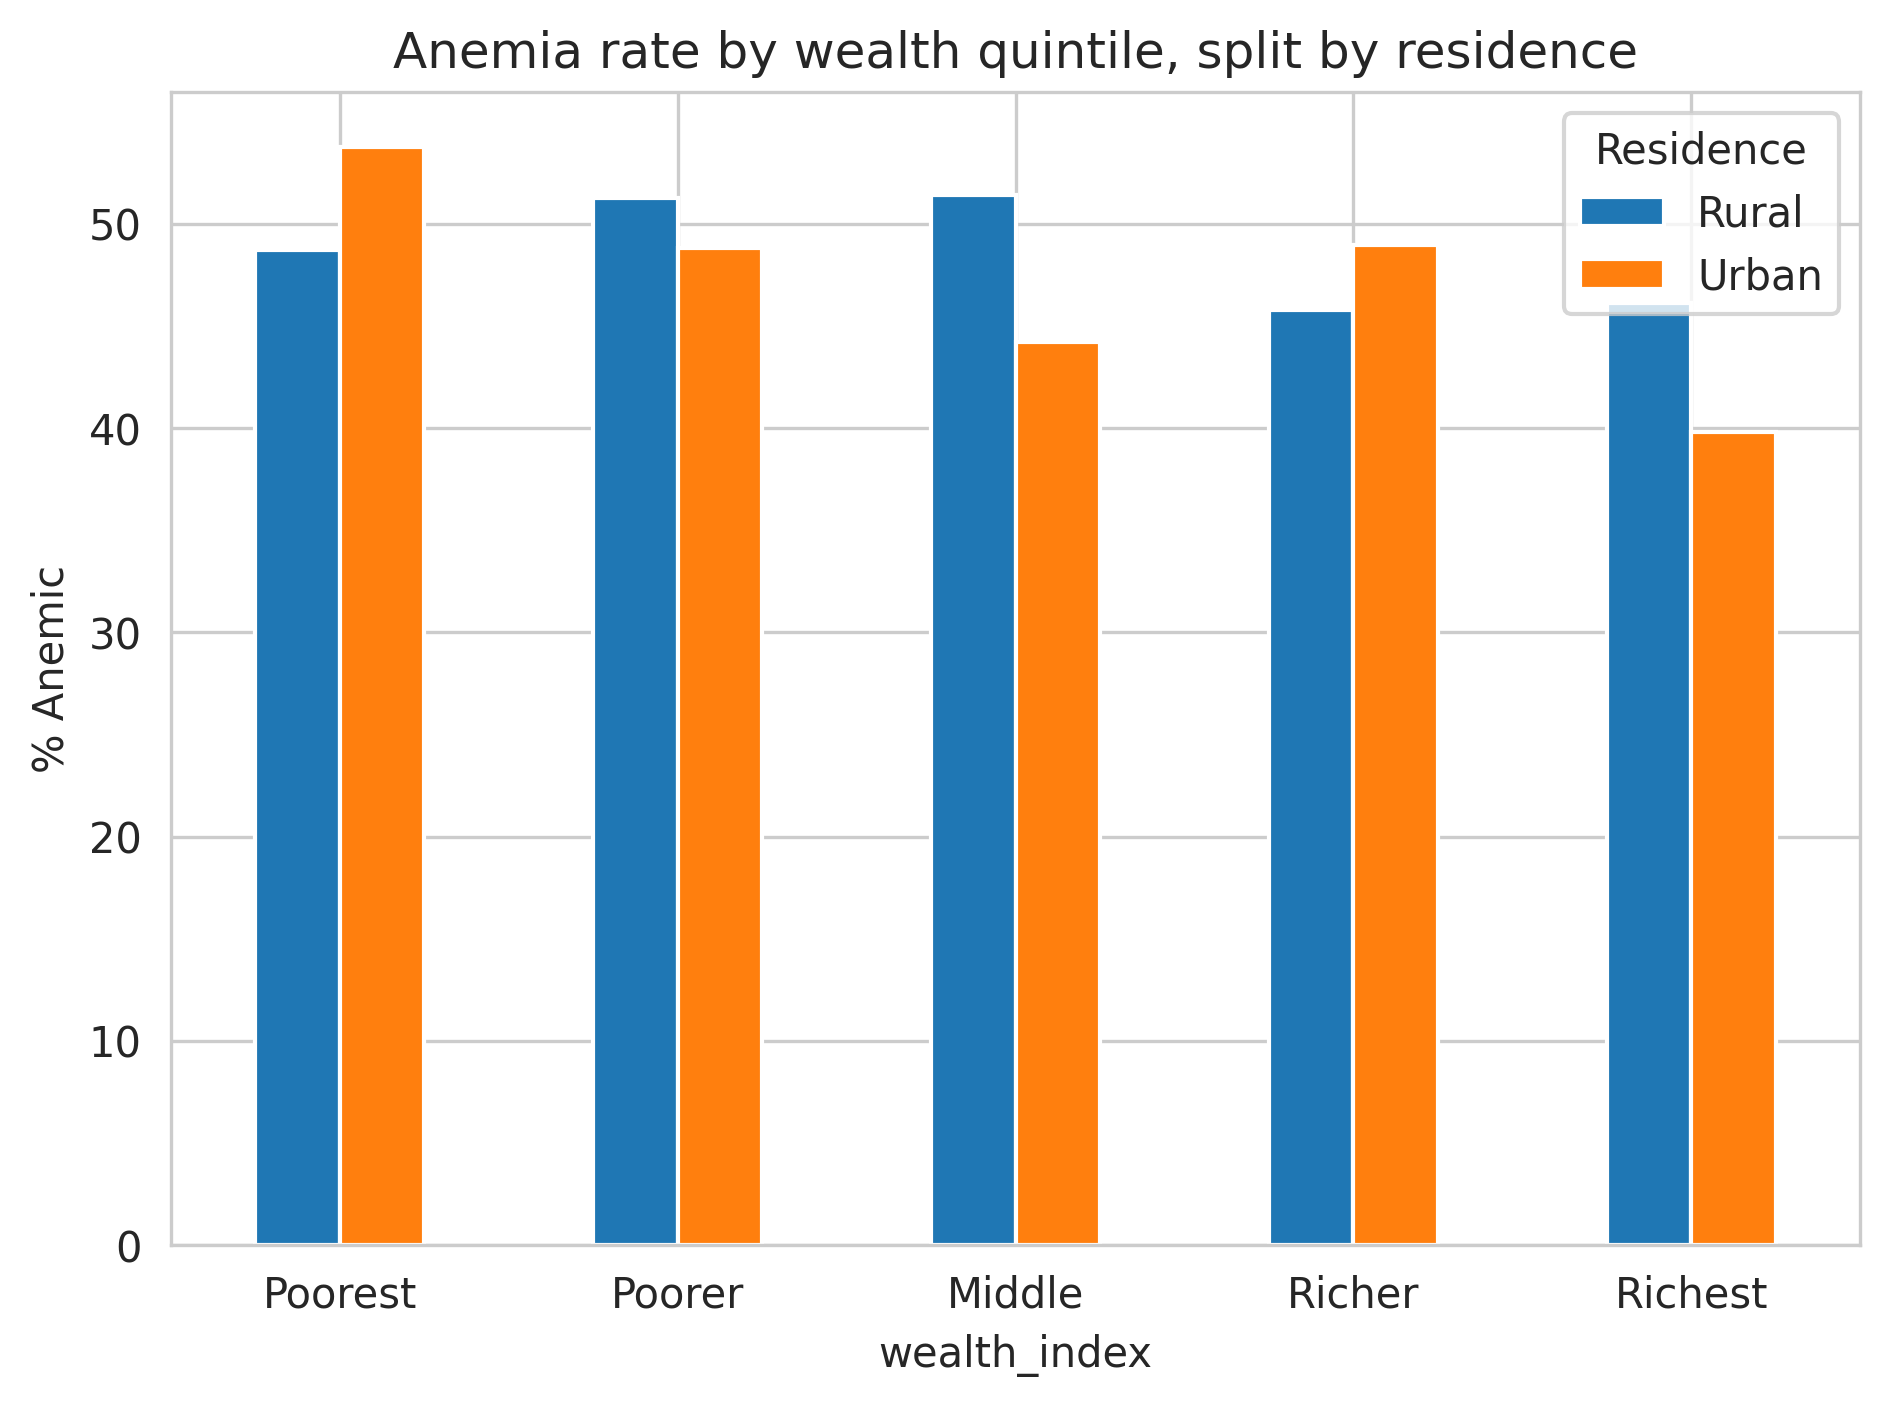 Anemia rate by wealth quintile, split by residence
Residence
Rural
Urban
% Anemic
50
40
30
20
10
0
Poorest Poorer Middle Richer Richest
wealth_index